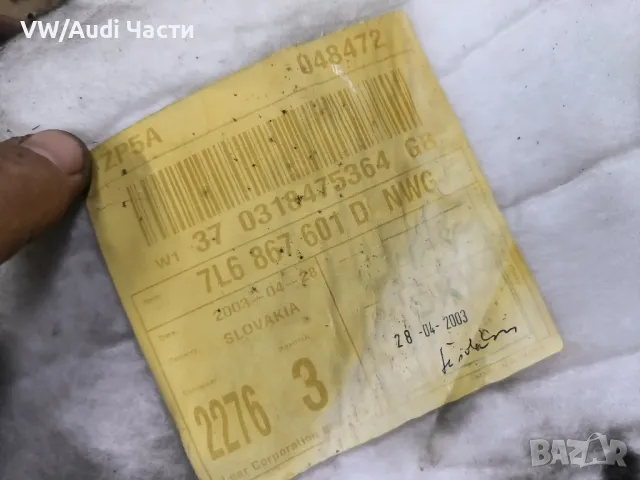 VW/Audi Части
048472
ZP5A
W1 37 0318475364 68
7L6 867 601 D NWG
2003-04-28
SLOVAKIA
28 -04- 2003
2276 3
Lear Corporation
BAZAR